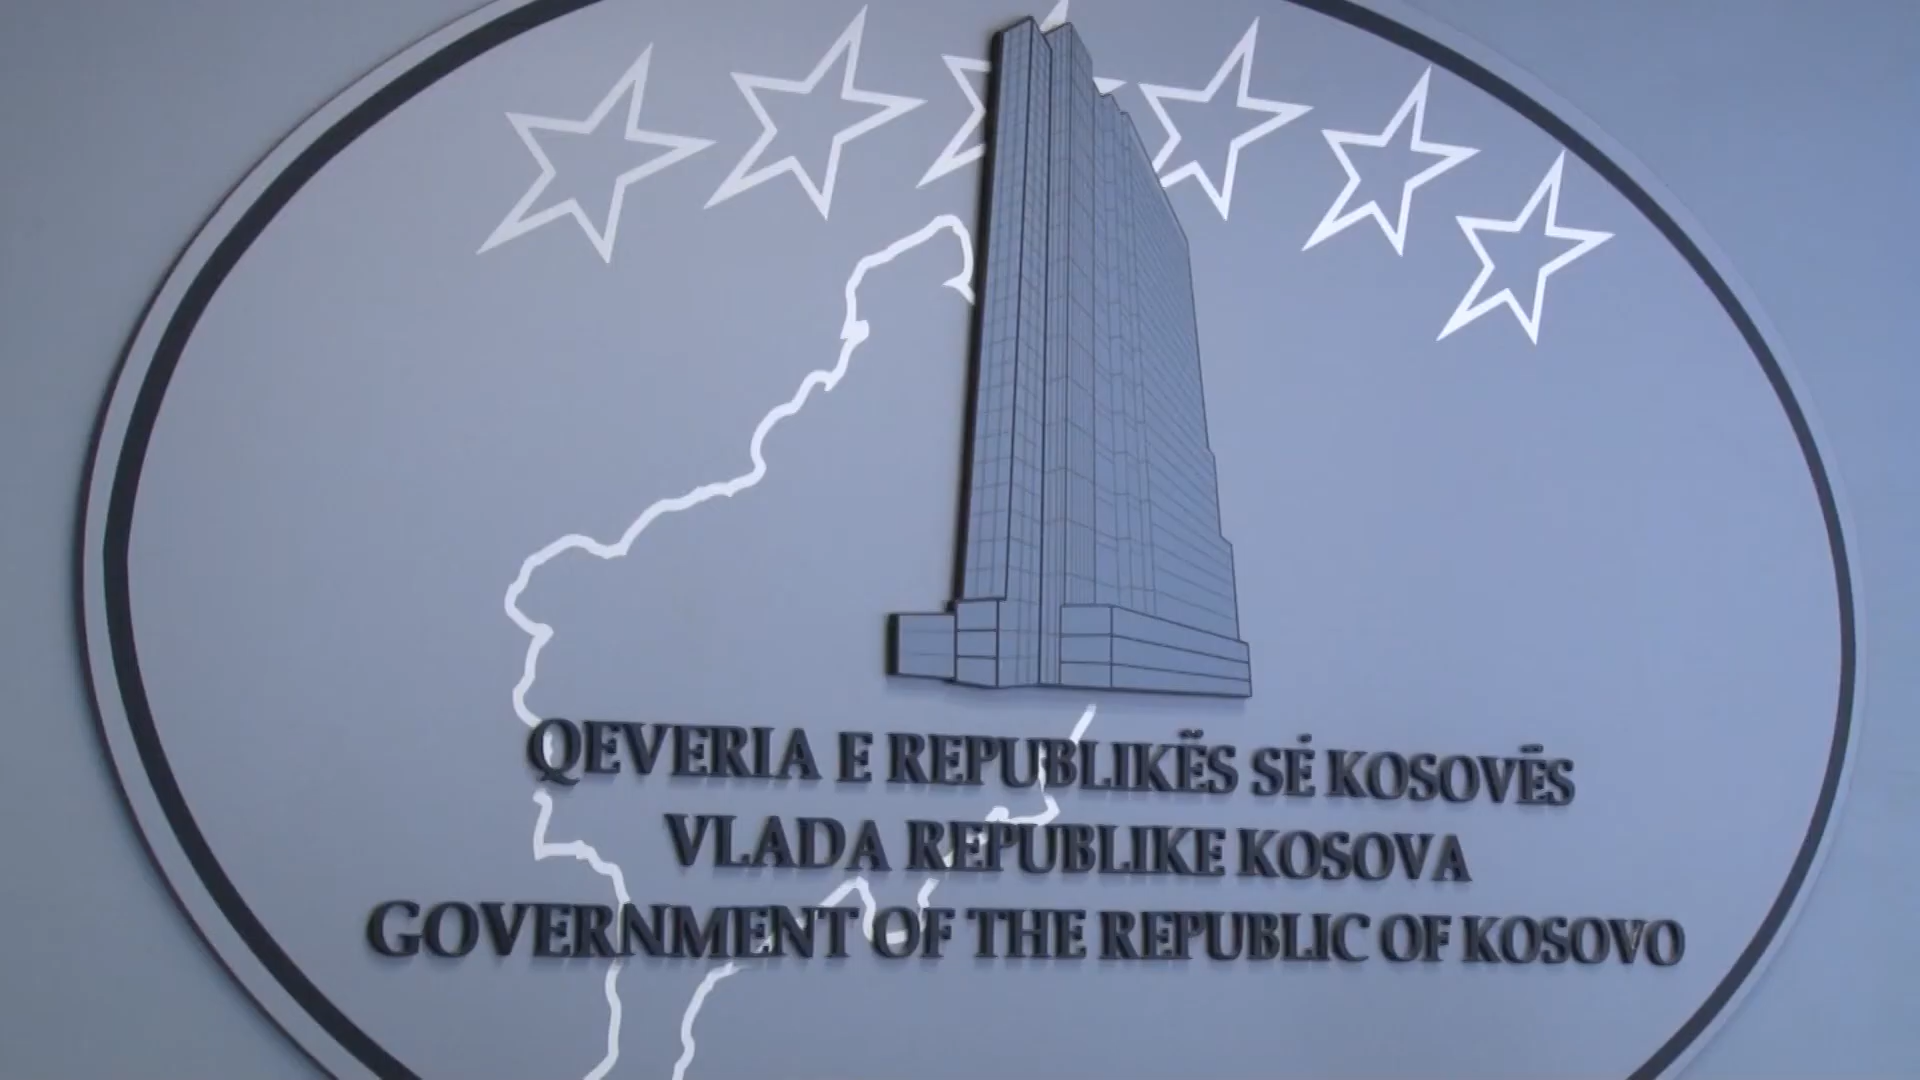 QEVERIA E REPUBLIKËS SË KOSOVËS
VLADA REPUBLIKE KOSOVA
GOVERNMENT OF THE REPUBLIC OF KOSOVO